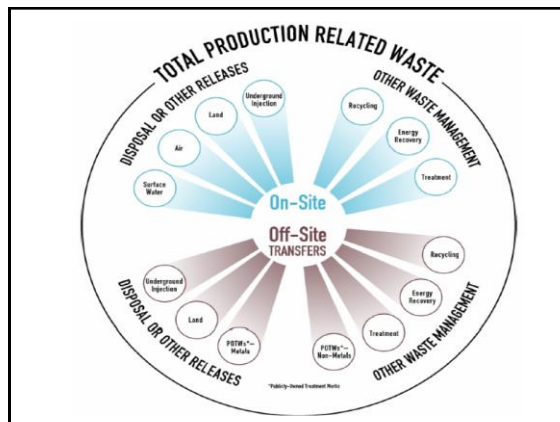 TOTAL PRODUCTION RELATED WASTE
DISPOSAL OR OTHER RELEASES
OTHER WASTE MANAGEMENT
Underground
Injection
Land
Air
Surface
Water
Recycling
Energy
Recovery
Treatment
On-Site
Off-Site
TRANSFERS
Underground
Injection
Land
POTWs*-
Metals
POTWs*-
Non-Metals
Treatment
Energy
Recovery
Recycling
DISPOSAL OR OTHER RELEASES
OTHER WASTE MANAGEMENT
*Publicly-Owned Treatment Works